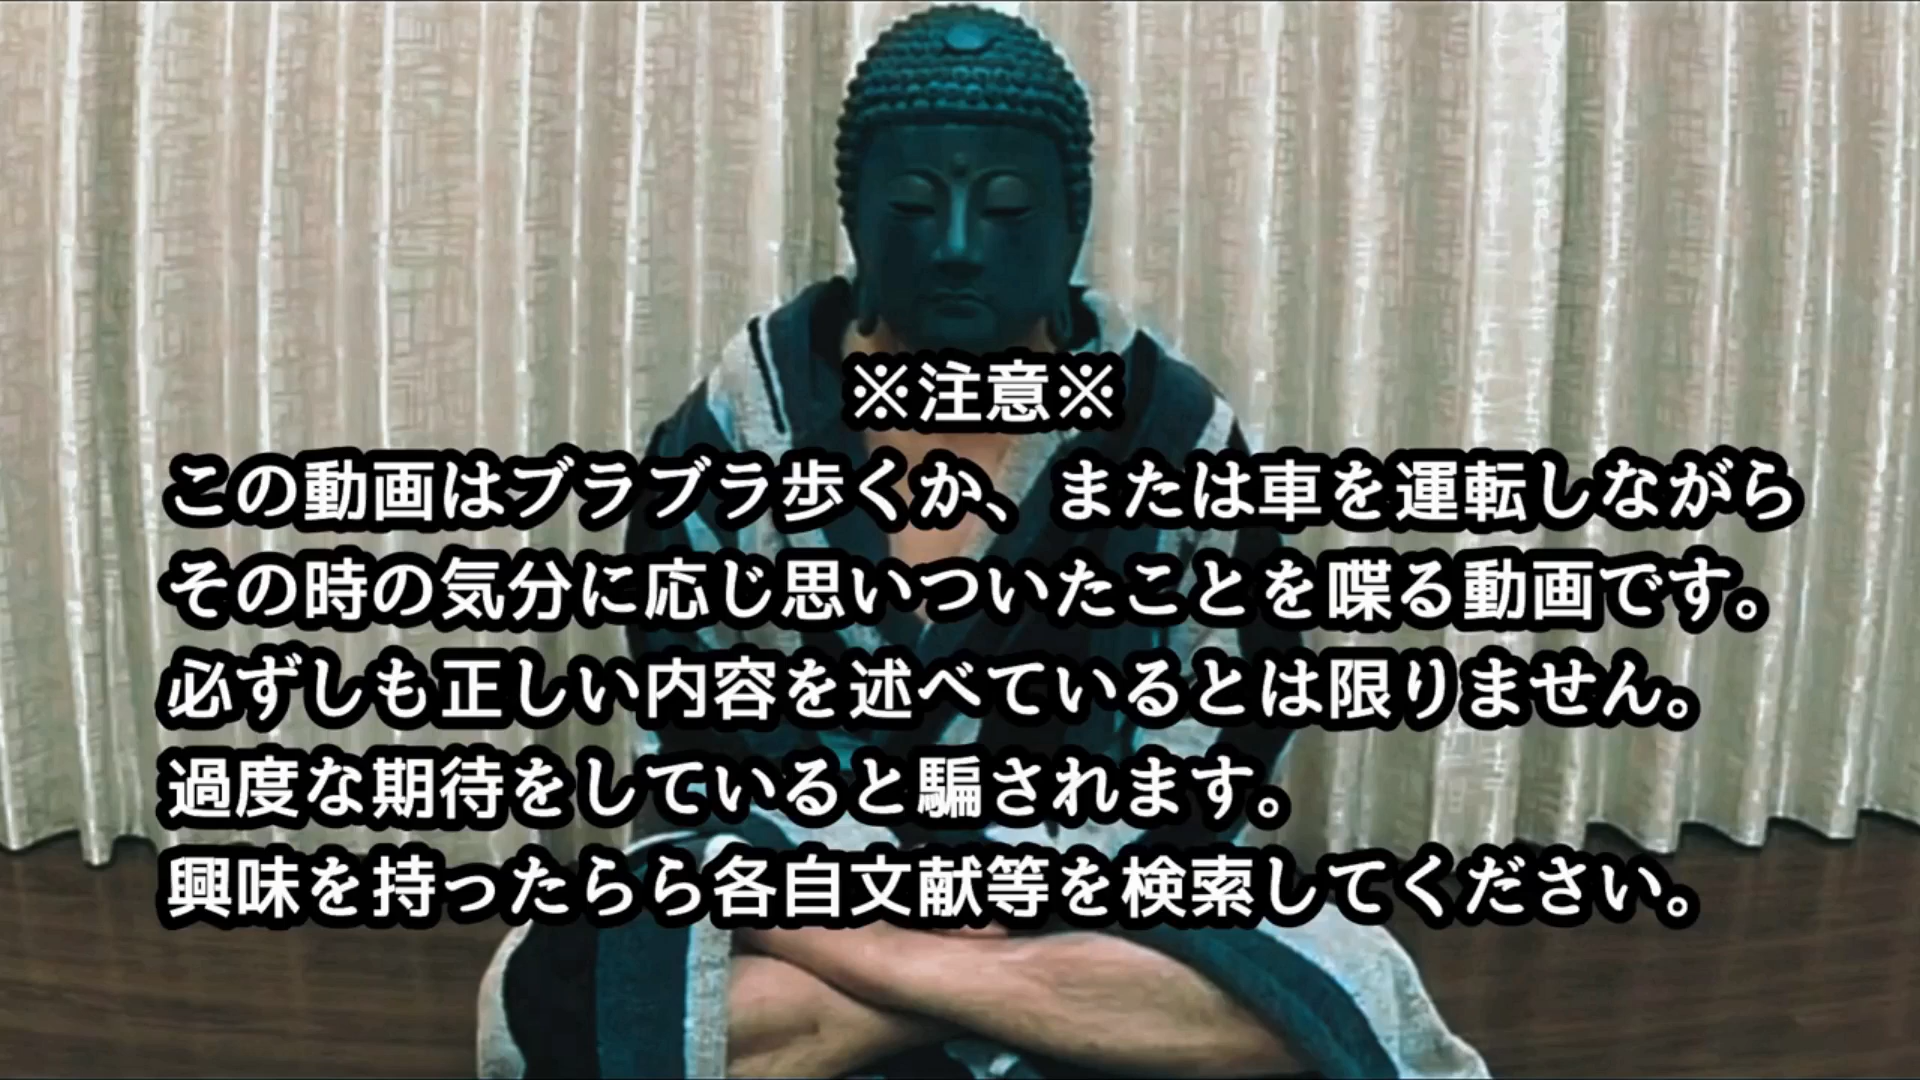 ※注意※
この動画はブラブラ歩くか、または車を運転しながら
その時の気分に応じ思いついたことを喋る動画です。
必ずしも正しい内容を述べているとは限りません。
過度な期待をしていると騙されます。
興味を持ったらら各自文献等を検索してください。